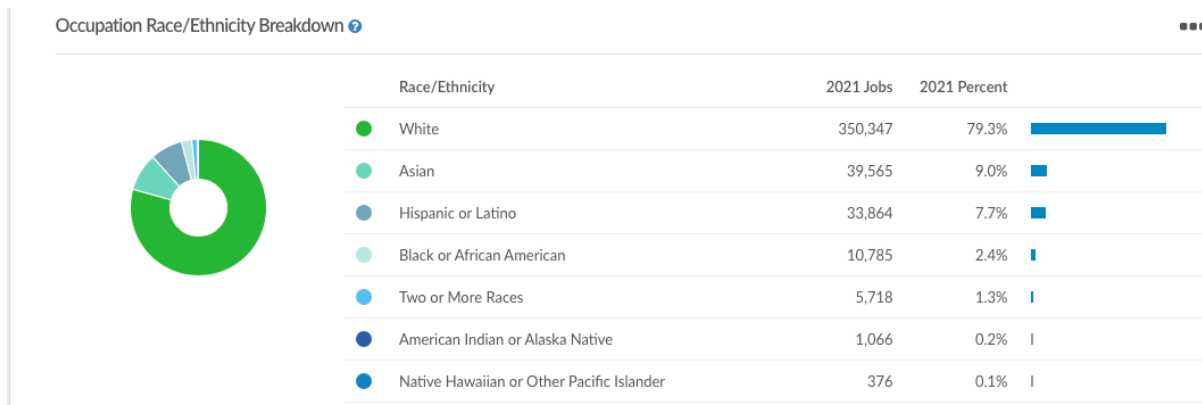 Occupation Race/Ethnicity Breakdown ?
Race/Ethnicity 2021 Jobs 2021 Percent
White 350,347 79.3%
Asian 39,565 9.0%
Hispanic or Latino 33,864 7.7%
Black or African American 10,785 2.4%
Two or More Races 5,718 1.3%
American Indian or Alaska Native 1,066 0.2%
Native Hawaiian or Other Pacific Islander 376 0.1%